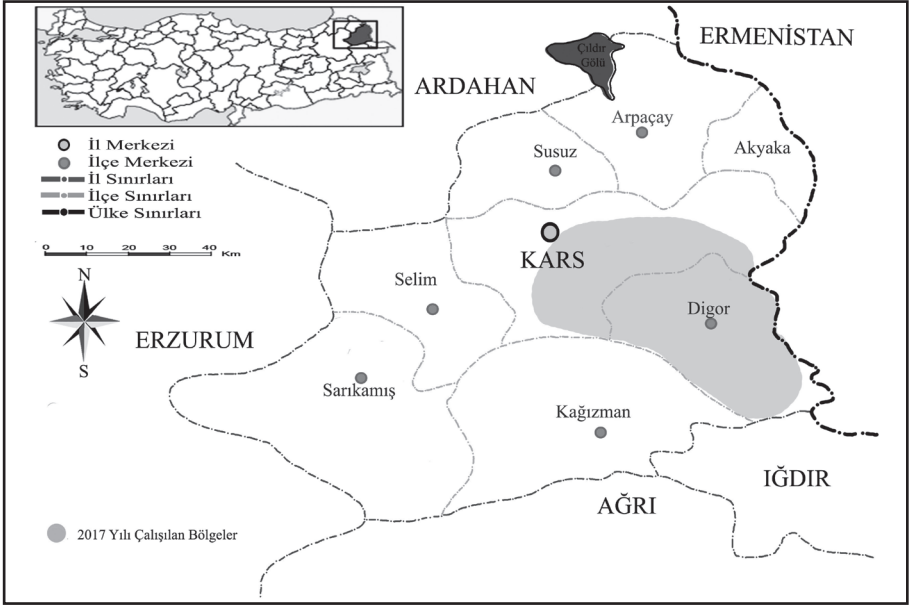 ERMENİSTAN
Çıldır
Gölü
ARDAHAN
Arpaçay
İl Merkezi
İlçe Merkezi
İl Sınırları
İlçe Sınırları
Ülke Sınırları
Susuz
Akyaka
0 10 20 30 40 Km
KARS
N
S
Selim
Digor
ERZURUM
Sarıkamış
Kağızman
IĞDIR
AĞRI
2017 Yılı Çalışılan Bölgeler